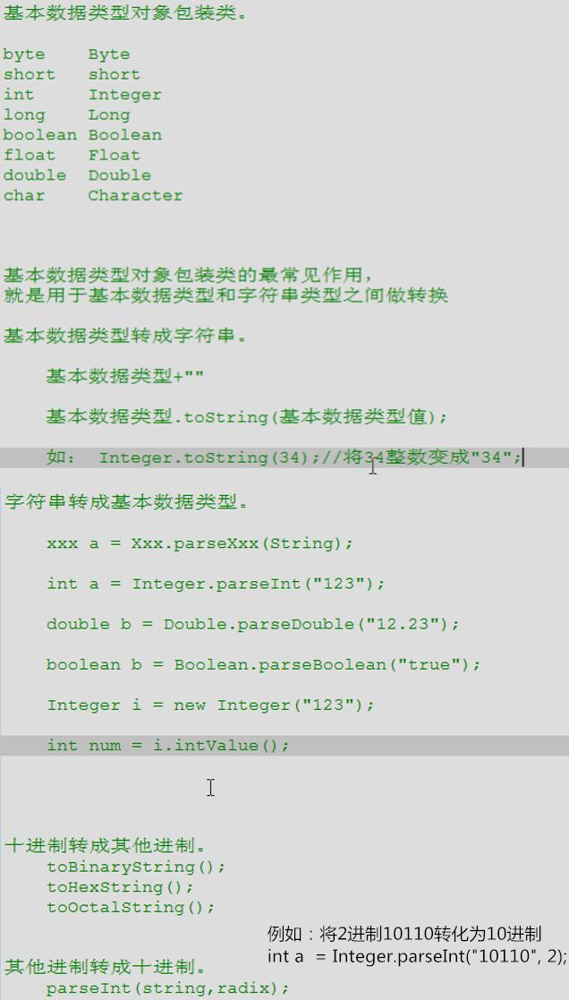 基本数据类型对象包装类。
byte    Byte
short   short
int     Integer
long    Long
boolean Boolean
float   Float
double  Double
char    Character
基本数据类型对象包装类的最常见作用，
就是用于基本数据类型和字符串类型之间做转换
基本数据类型转成字符串。
基本数据类型+""
基本数据类型.toString(基本数据类型值);
如： Integer.toString(34);//将34整数变成"34";
字符串转成基本数据类型。
xxx a = Xxx.parseXxx(String);
int a = Integer.parseInt("123");
double b = Double.parseDouble("12.23");
boolean b = Boolean.parseBoolean("true");
Integer i = new Integer("123");
int num = i.intValue();
十进制转成其他进制。
toBinaryString();
toHexString();
toOctalString();
例如：将2进制10110转化为10进制
int a  = Integer.parseInt("10110", 2);
其他进制转成十进制。
parseInt(string,radix);